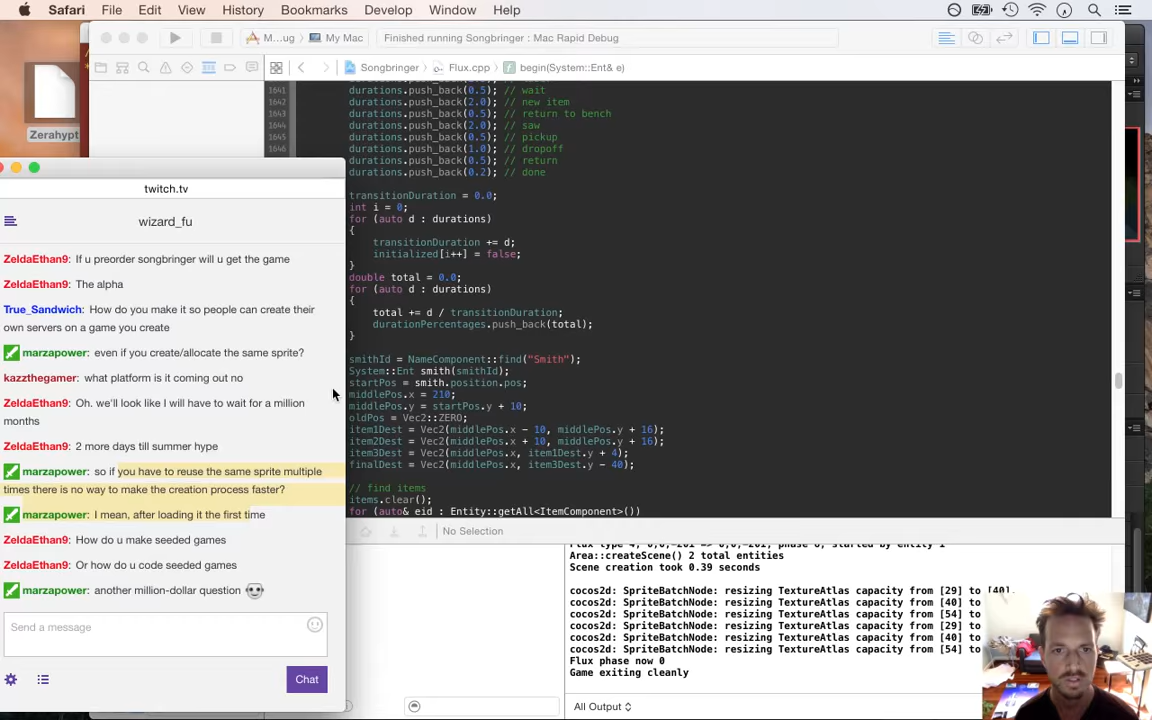 Safari File Edit View History Bookmarks Develop Window Help
M...ug My Mac Finished running Songbringer : Mac Rapid Debug
Songbringer Flux.cpp begin(System::Ent& e)
Zerahypt
1641 durations.push_back(0.5); // wait
1642 durations.push_back(2.0); // new item
1643 durations.push_back(0.5); // return to bench
1644 durations.push_back(2.0); // saw
1645 durations.push_back(0.5); // pickup
1646 durations.push_back(1.0); // dropoff
durations.push_back(0.5); // return
durations.push_back(0.2); // done
transitionDuration = 0.0;
int i = 0;
for (auto d : durations)
{
transitionDuration += d;
initialized[i++] = false;
}
double total = 0.0;
for (auto d : durations)
{
total += d / transitionDuration;
durationPercentages.push_back(total);
}
smithId = NameComponent::find("Smith");
System::Ent smith(smithId);
startPos = smith.position.pos;
middlePos.x = 210;
middlePos.y = startPos.y + 10;
oldPos = Vec2::ZERO;
item1Dest = Vec2(middlePos.x - 10, middlePos.y + 16);
item2Dest = Vec2(middlePos.x + 10, middlePos.y + 16);
item3Dest = Vec2(middlePos.x, item1Dest.y + 4);
finalDest = Vec2(middlePos.x, item3Dest.y - 40);
// find items
items.clear();
for (auto& eid : Entity::getAll<ItemComponent>())
twitch.tv
wizard_fu
ZeldaEthan9: If u preorder songbringer will u get the game
ZeldaEthan9: The alpha
True_Sandwich: How do you make it so people can create their
own servers on a game you create
marzapower: even if you create/allocate the same sprite?
kazzthegamer: what platform is it coming out no
ZeldaEthan9: Oh. we'll look like I will have to wait for a million
months
ZeldaEthan9: 2 more days till summer hype
marzapower: so if you have to reuse the same sprite multiple
times there is no way to make the creation process faster?
marzapower: I mean, after loading it the first time
ZeldaEthan9: How do u make seeded games
ZeldaEthan9: Or how do u code seeded games
marzapower: another million-dollar question
Send a message
Chat
No Selection
Area::createScene() 2 total entities
Scene creation took 0.39 seconds
cocos2d: SpriteBatchNode: resizing TextureAtlas capacity from [29] to [40].
cocos2d: SpriteBatchNode: resizing TextureAtlas capacity from [40] to
cocos2d: SpriteBatchNode: resizing TextureAtlas capacity from [54] to
cocos2d: SpriteBatchNode: resizing TextureAtlas capacity from [29] to
cocos2d: SpriteBatchNode: resizing TextureAtlas capacity from [40] to
cocos2d: SpriteBatchNode: resizing TextureAtlas capacity from [54] to
Flux phase now 0
Game exiting cleanly
All Output